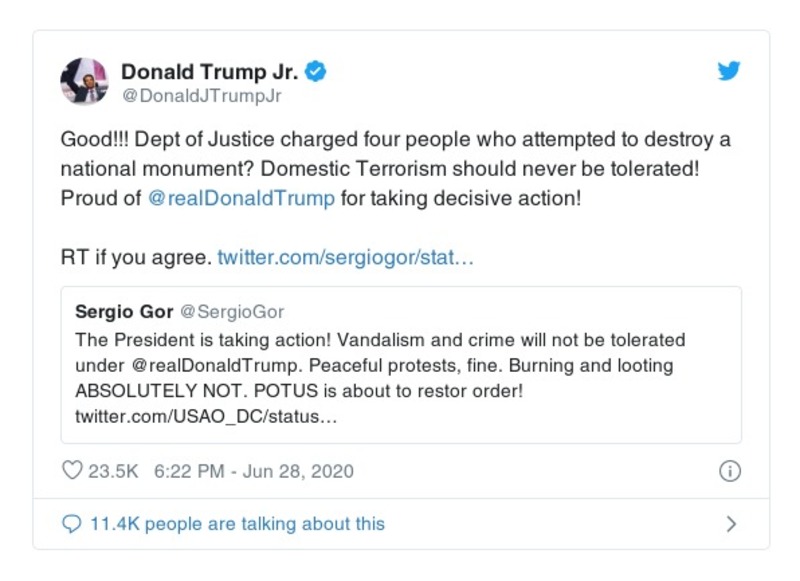 Donald Trump Jr.
@DonaldJTrumpJr
Good!!! Dept of Justice charged four people who attempted to destroy a
national monument? Domestic Terrorism should never be tolerated!
Proud of @realDonaldTrump for taking decisive action!
RT if you agree. twitter.com/sergiogor/stat…
Sergio Gor @SergioGor
The President is taking action! Vandalism and crime will not be tolerated
under @realDonaldTrump. Peaceful protests, fine. Burning and looting
ABSOLUTELY NOT. POTUS is about to restor order!
twitter.com/USAO_DC/status…
23.5K 6:22 PM - Jun 28, 2020
11.4K people are talking about this